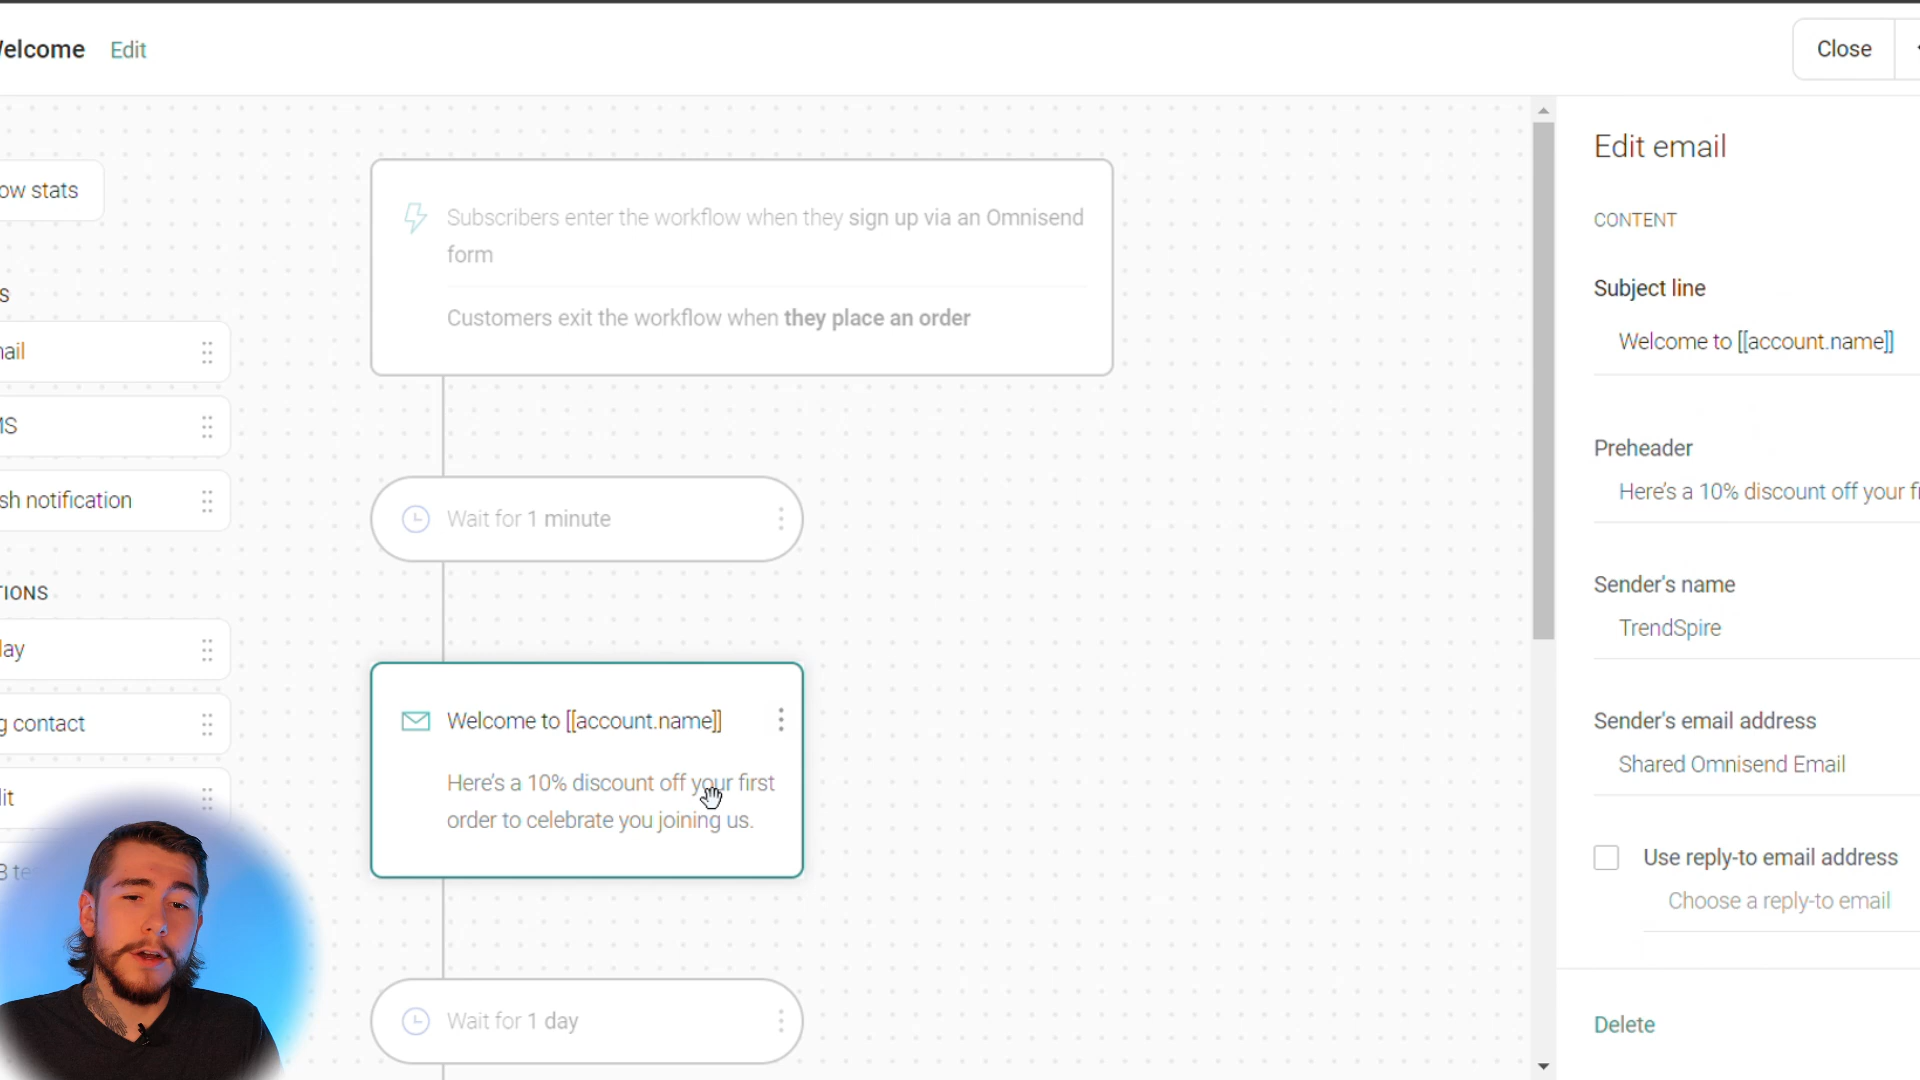 Welcome Edit
Close
ow stats
S
nail
MS
sh notification
TIONS
lay
g contact
lit
B te
Subscribers enter the workflow when they sign up via an Omnisend
form
Customers exit the workflow when they place an order
Wait for 1 minute
Welcome to [[account.name]]
Here's a 10% discount off your first
order to celebrate you joining us.
Wait for 1 day
Edit email
CONTENT
Subject line
Welcome to [[account.name]]
Preheader
Here's a 10% discount off your fi
Sender's name
TrendSpire
Sender's email address
Shared Omnisend Email
Use reply-to email address
Choose a reply-to email
Delete